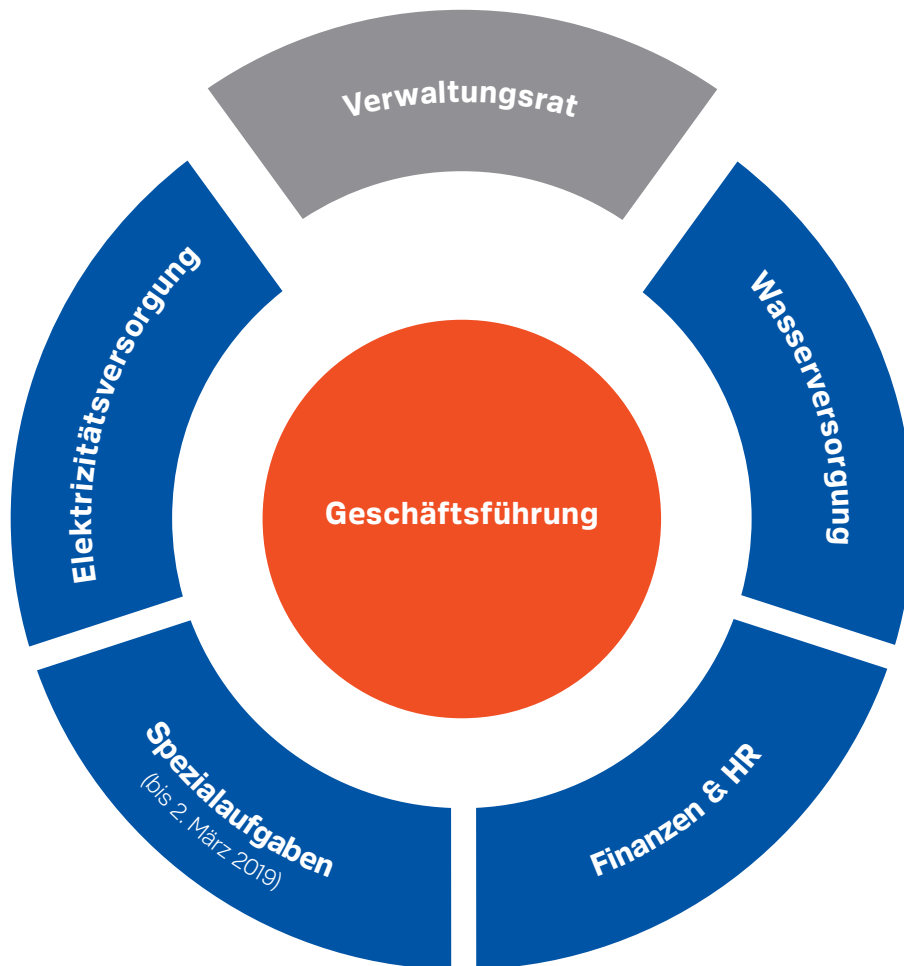 Verwaltungsrat
Elektrizitätsversorgung
Wasserversorgung
Geschäftsführung
Spezialaufgaben
(bis 2. März 2019)
Finanzen & HR